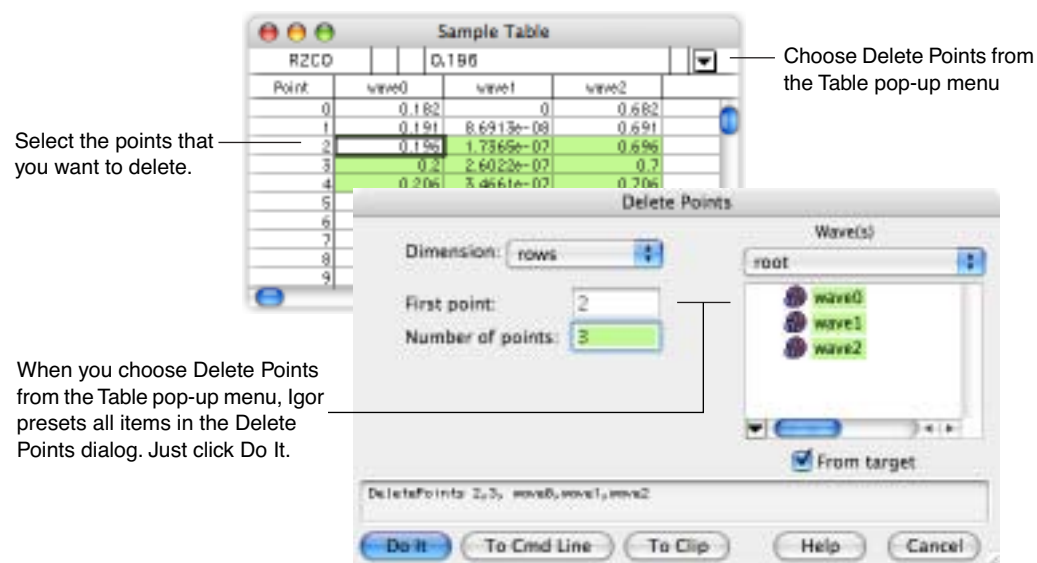 Sample Table
R2C0
0.196
Choose Delete Points from
the Table pop-up menu
Point wave0 wave1 wave2
0 0.182 0 0.682
1 0.191 8.6913e-08 0.691
Select the points that
you want to delete.
2 0.196 1.7365e-07 0.696
3 0.2 2.6022e-07 0.7
4 0.206 3.4661e-07 0.706
5
6
7
8
9
Delete Points
Dimension: rows
Wave(s)
root
First point: 2
Number of points: 3
wave0
wave1
wave2
When you choose Delete Points
from the Table pop-up menu, Igor
presets all items in the Delete
Points dialog. Just click Do It.
From target
DeletePoints 2,3, wave0,wave1,wave2
Do It To Cmd Line To Clip Help Cancel